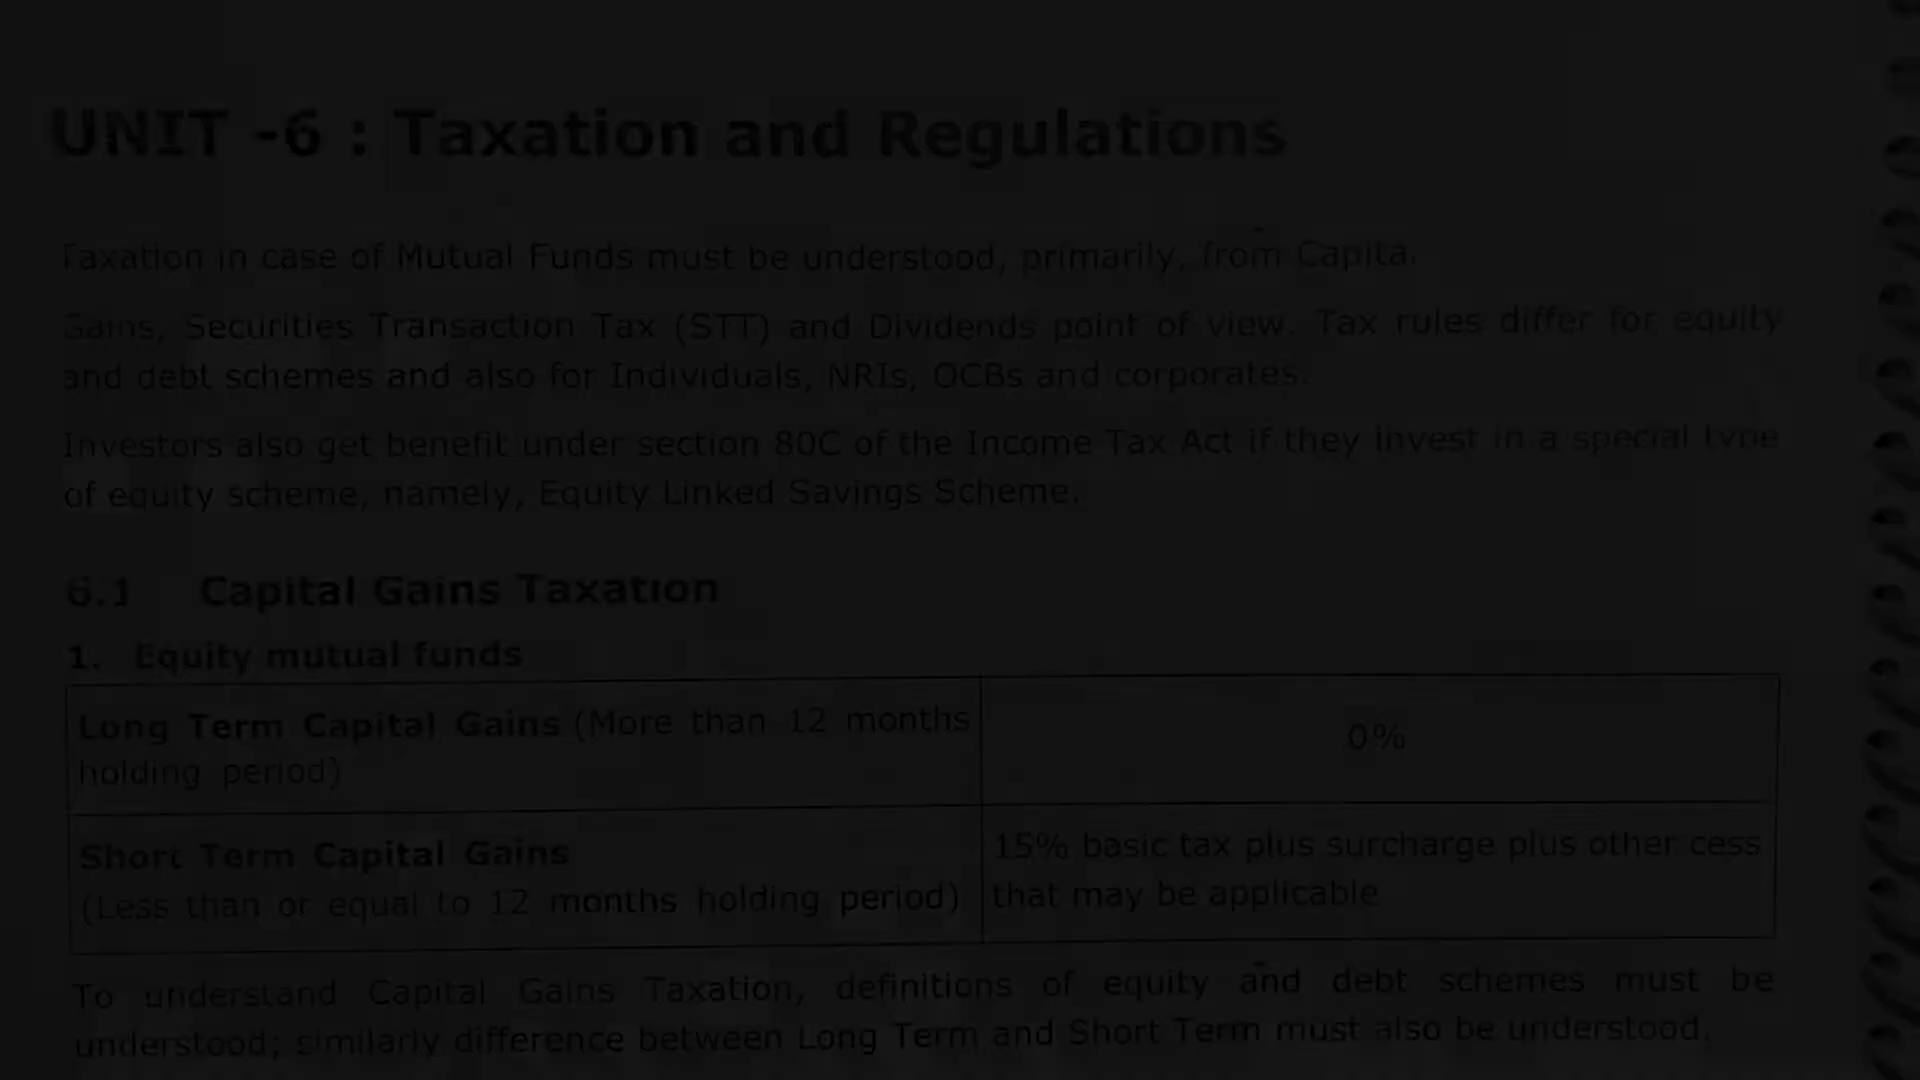 UNIT -6 : Taxation and Regulations
Taxation in case of Mutual Funds must be understood, primarily, from Capita
Gains, Securities Transaction Tax (STT) and Dividends point of view. Tax rules differ for equity
and debt schemes and also for Individuals, NRIs, OCBs and corporates.
Investors also get benefit under section 80C of the Income Tax Act if they invest in a special type
of equity scheme, namely, Equity Linked Savings Scheme.
6.1 Capital Gains Taxation
1. Equity mutual funds
Long Term Capital Gains (More than 12 months
holding period)
0%
Short Term Capital Gains
(Less than or equal to 12 months holding period)
15% basic tax plus surcharge plus other cess
that may be applicable
To understand Capital Gains Taxation, definitions of equity and debt schemes must be
understood; similarly difference between Long Term and Short Term must also be understood.